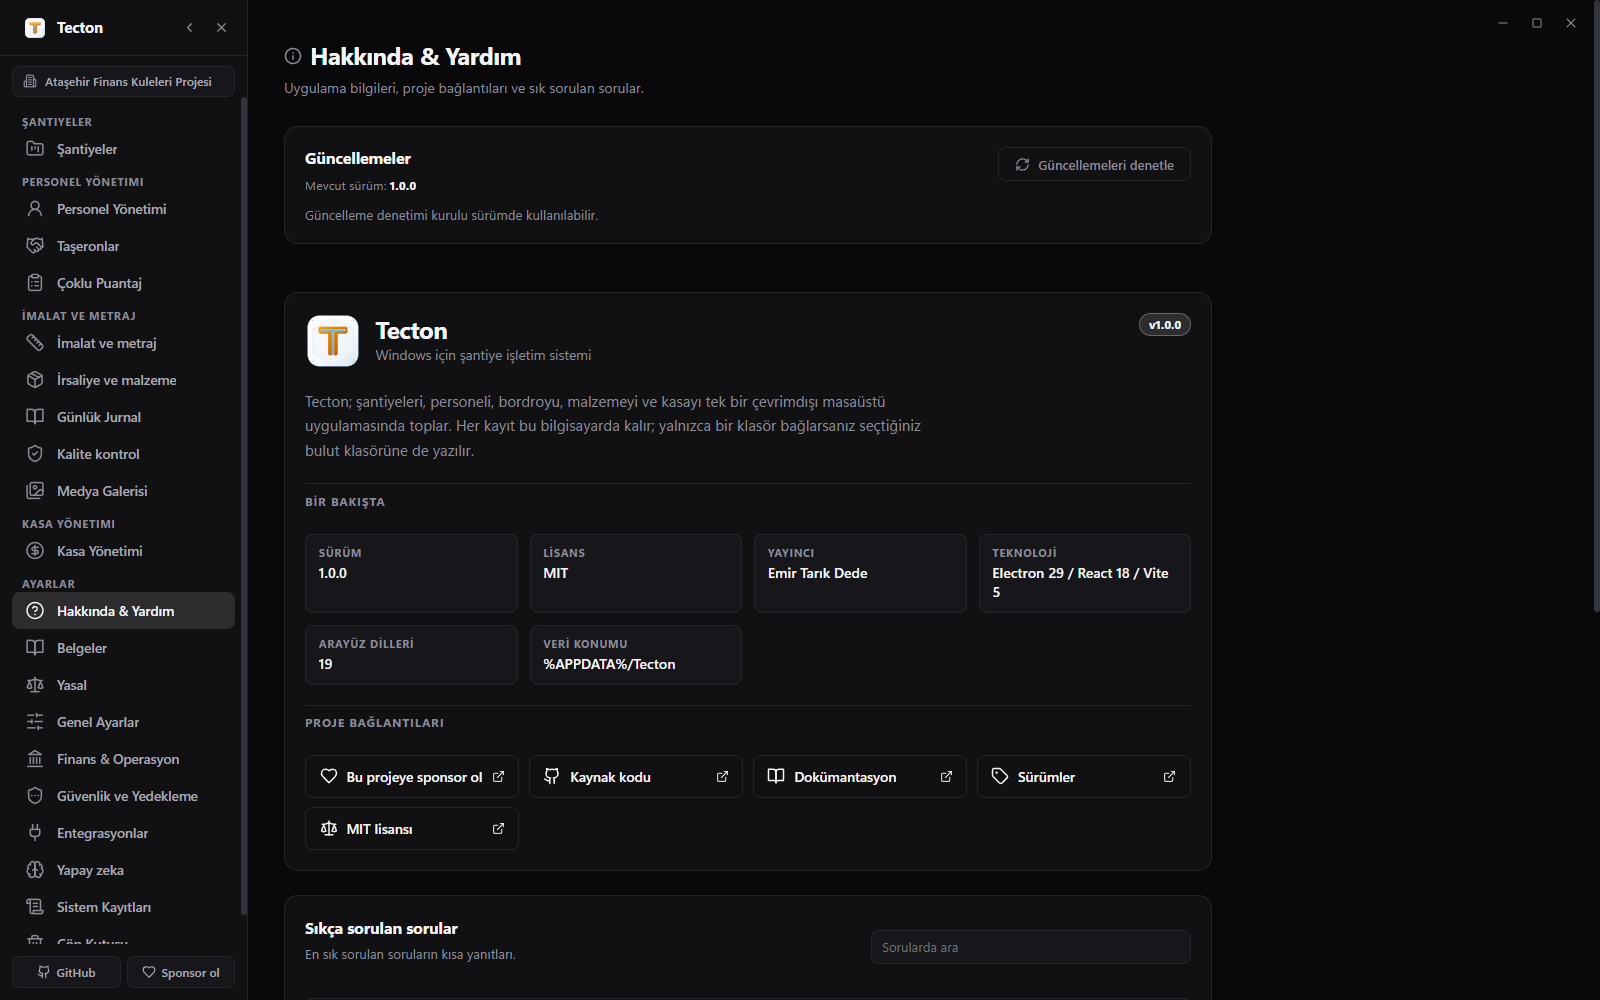 Tecton
Ataşehir Finans Kuleleri Projesi
ŞANTIYELER
Şantiyeler
PERSONEL YÖNETIMI
Personel Yönetimi
Taşeronlar
Çoklu Puantaj
İMALAT VE METRAJ
İmalat ve metraj
İrsaliye ve malzeme
Günlük Jurnal
Kalite kontrol
Medya Galerisi
KASA YÖNETIMI
Kasa Yönetimi
AYARLAR
Hakkında & Yardım
Belgeler
Yasal
Genel Ayarlar
Finans & Operasyon
Güvenlik ve Yedekleme
Entegrasyonlar
Yapay zeka
Sistem Kayıtları
Çöp Kutusu
GitHub
Sponsor ol
Hakkında & Yardım
Uygulama bilgileri, proje bağlantıları ve sık sorulan sorular.
Güncellemeler
Mevcut sürüm: 1.0.0
Güncelleme denetimi kurulu sürümde kullanılabilir.
Güncellemeleri denetle
T
Tecton
Windows için şantiye işletim sistemi
v1.0.0
Tecton; şantiyeleri, personeli, bordroyu, malzemeyi ve kasayı tek bir çevrimdışı masaüstü
uygulamasında toplar. Her kayıt bu bilgisayarda kalır; yalnızca bir klasör bağlarsanız seçtiğiniz
bulut klasörüne de yazılır.
BİR BAKIŞTA
SÜRÜM
1.0.0
LİSANS
MIT
YAYINCI
Emir Tarık Dede
TEKNOLOJİ
Electron 29 / React 18 / Vite
5
ARAYÜZ DİLLERİ
19
VERİ KONUMU
%APPDATA%/Tecton
PROJE BAĞLANTILARI
Bu projeye sponsor ol
Kaynak kodu
Dokümantasyon
Sürümler
MIT lisansı
Sıkça sorulan sorular
En sık sorulan soruların kısa yanıtları.
Sorularda ara